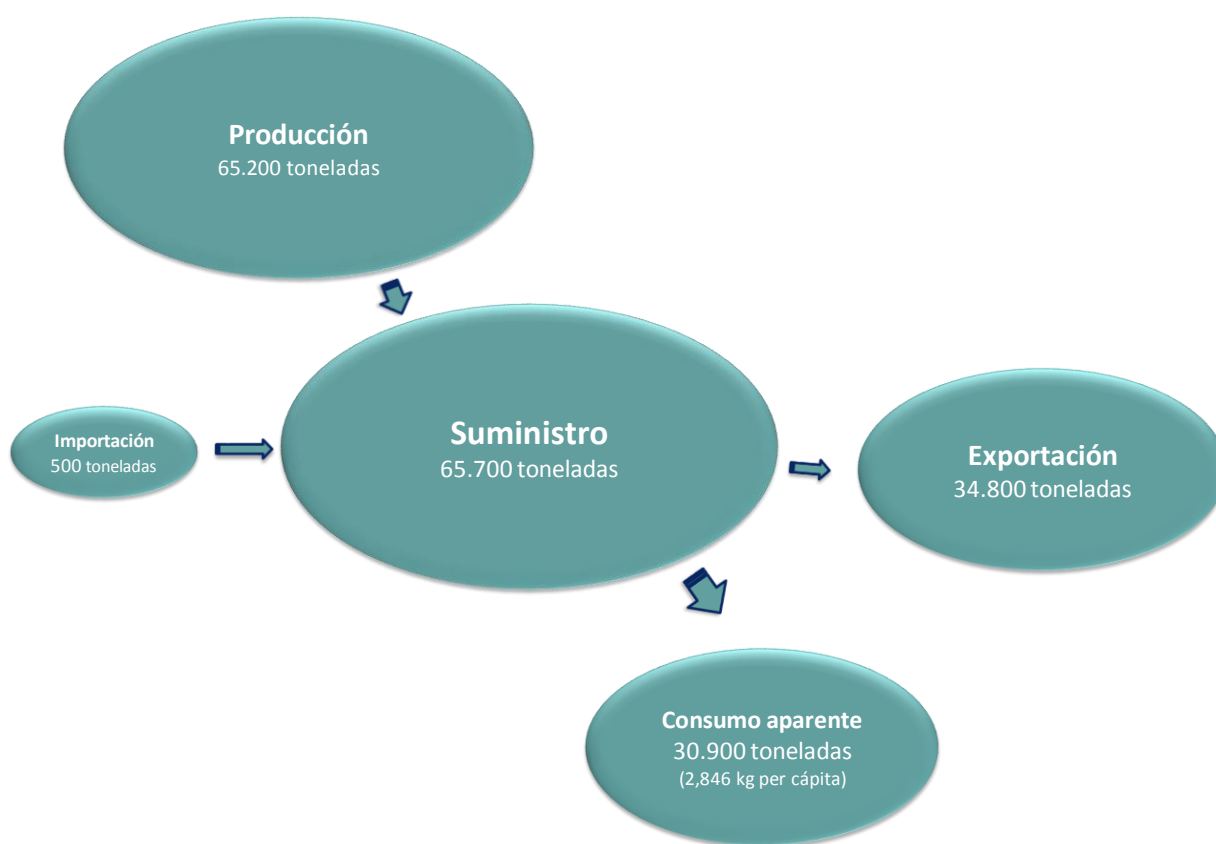 Producción
65.200 toneladas
Importación
500 toneladas
Suministro
65.700 toneladas
Exportación
34.800 toneladas
Consumo aparente
30.900 toneladas
(2,846 kg per cápita)